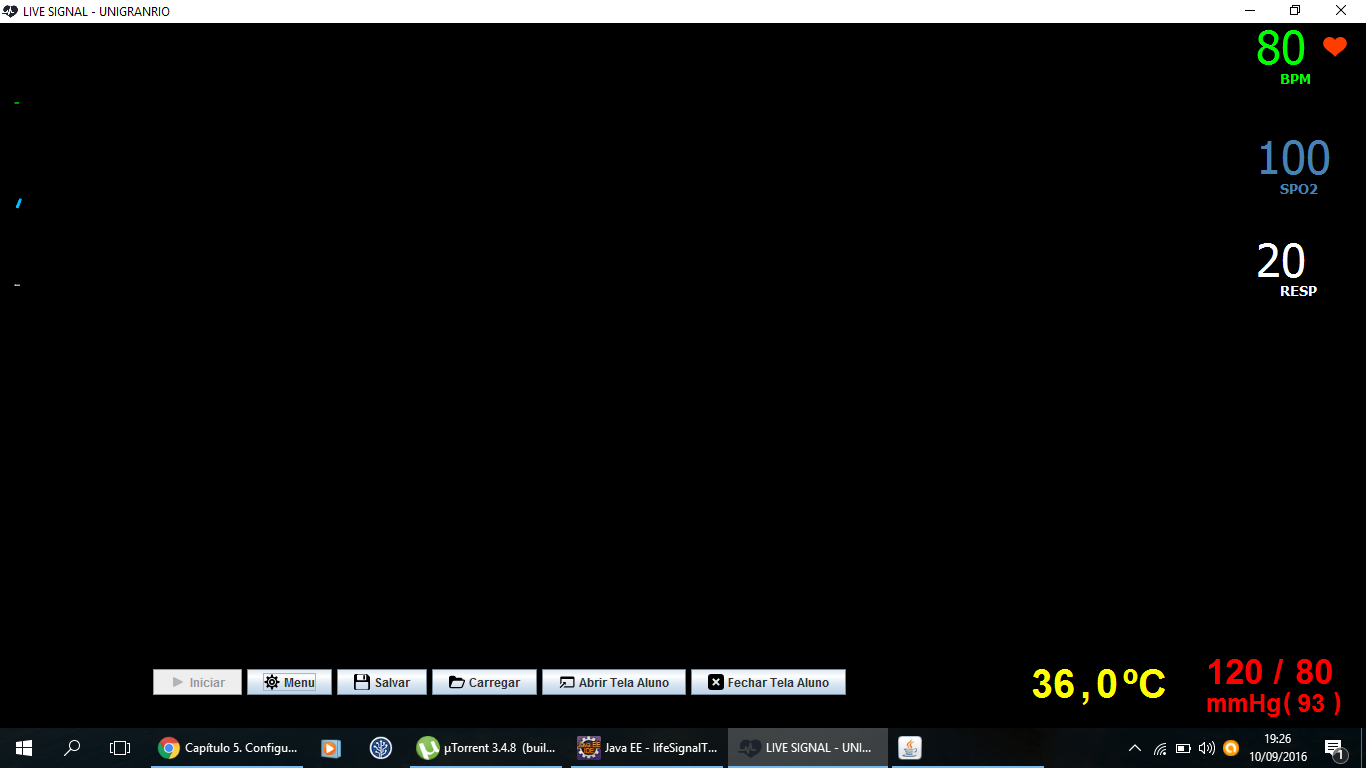 LIVE SIGNAL - UNIGRANRIO
80
BPM
100
SPO2
20
RESP
Iniciar
Menu
Salvar
Carregar
Abrir Tela Aluno
Fechar Tela Aluno
36,0ºC
120 / 80
mmHg( 93 )
Capítulo 5. Configu...
µTorrent 3.4.8 (buil...
Java EE - lifeSignalT...
LIVE SIGNAL - UNI...
19:26
10/09/2016
1